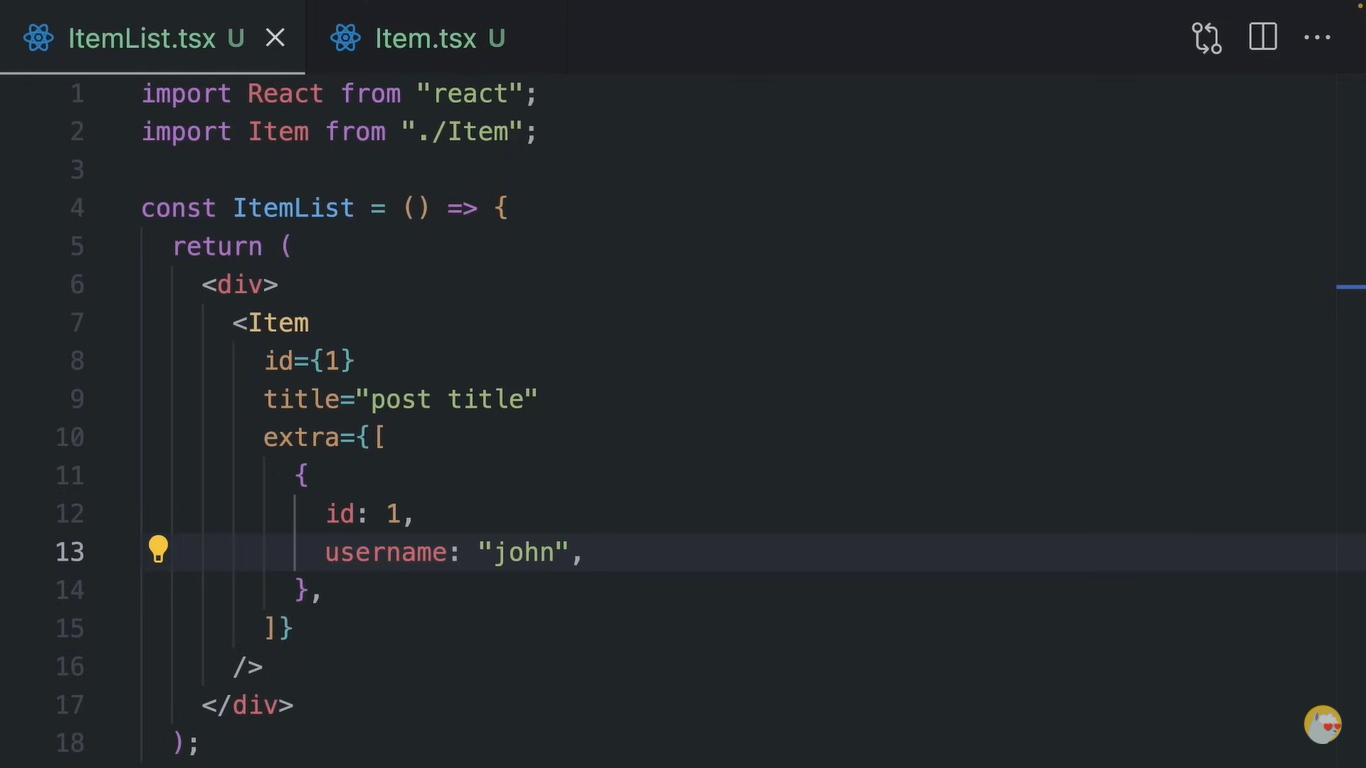 ItemList.tsx U
Item.tsx U
1 import React from "react";
2 import Item from "./Item";
3
4 const ItemList = () => {
5   return (
6     <div>
7       <Item
8         id={1}
9         title="post title"
10         extra={[
11           {
12             id: 1,
13             username: "john",
14           },
15         ]}
16       />
17     </div>
18   );